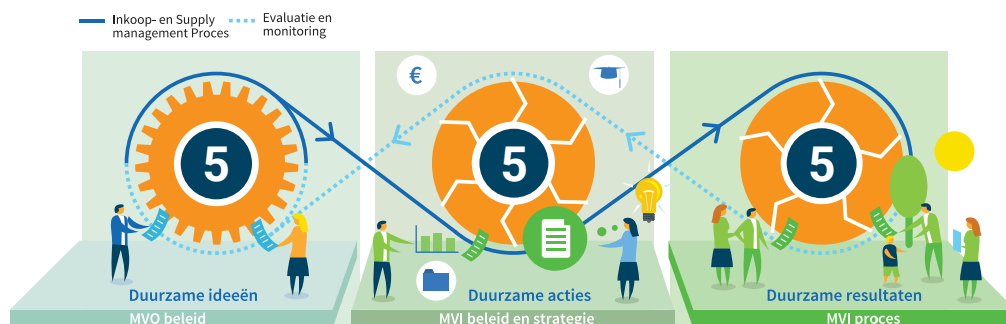 Inkoop- en Supply
management Proces
Evaluatie en
monitoring
€
5
5
5
Duurzame ideeën
Duurzame acties
Duurzame resultaten
MVO beleid
MVI beleid en strategie
MVI proces